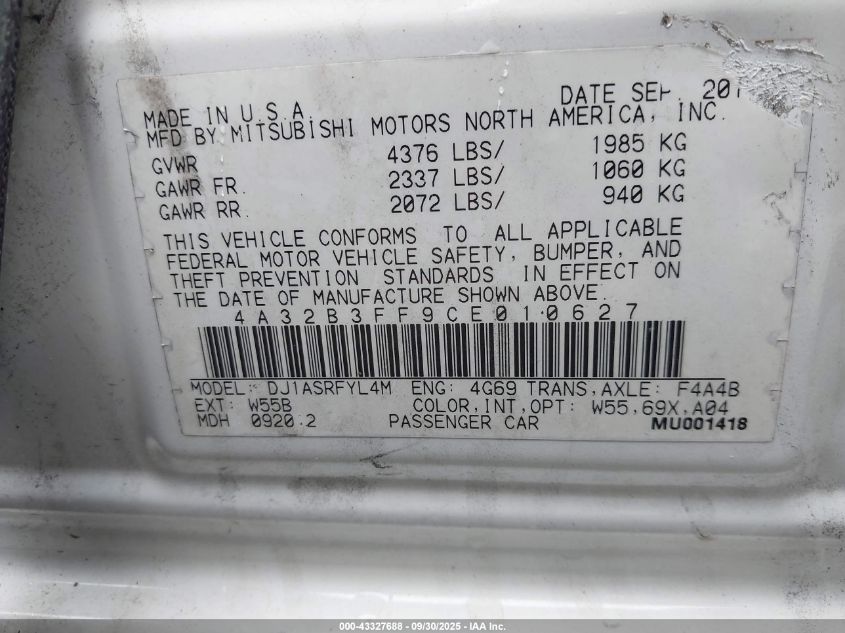 DATE SEP 201
MADE IN U.S.A.
MFD BY MITSUBISHI MOTORS NORTH AMERICA, INC.
GVWR 4376 LBS/ 1985 KG
GAWR FR. 2337 LBS/ 1060 KG
GAWR RR. 2072 LBS/ 940 KG
THIS VEHICLE CONFORMS TO ALL APPLICABLE
FEDERAL MOTOR VEHICLE SAFETY, BUMPER, AND
THEFT PREVENTION STANDARDS IN EFFECT ON
THE DATE OF MANUFACTURE SHOWN ABOVE.
4A32B3FF9CE010627
MODEL: DJ1ASRFYL4M ENG: 4G69 TRANS,AXLE: F4A4B
EXT: W55B COLOR,INT,OPT: W55,69X,A04
MDH 0920.2 PASSENGER CAR MU001418
000-43327688 - 09/30/2025 - IAA Inc.